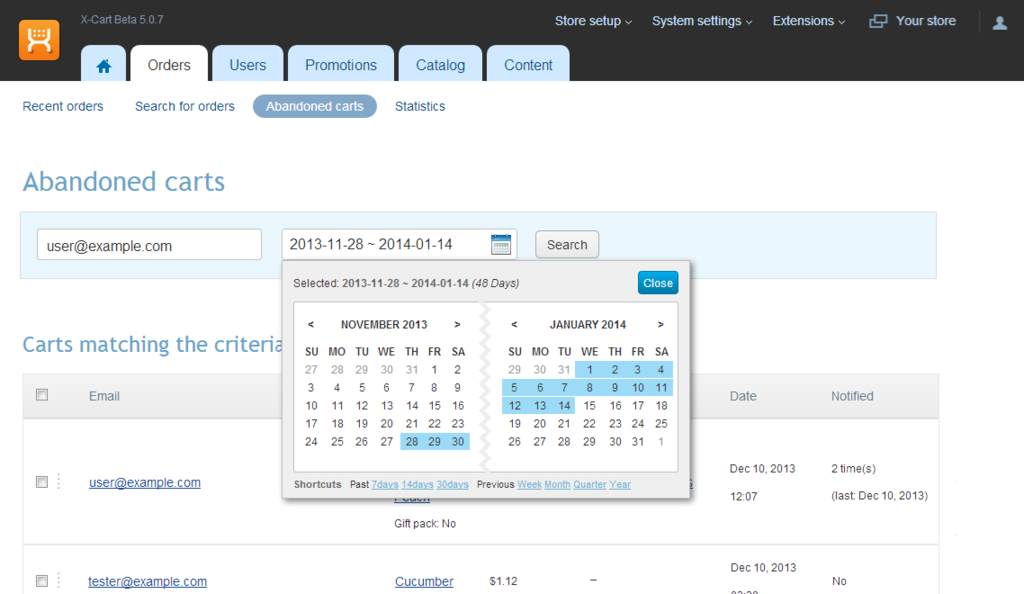 X-Cart Beta 5.0.7
Store setup System settings Extensions Your store
Orders Users Promotions Catalog Content
Recent orders Search for orders Abandoned carts Statistics
Abandoned carts
user@example.com 2013-11-28 ~ 2014-01-14 Search
Selected: 2013-11-28 ~ 2014-01-14 (48 Days) Close
< NOVEMBER 2013 > < JANUARY 2014 >
SU MO TU WE TH FR SA SU MO TU WE TH FR SA
27 28 29 30 31 1 2 29 30 31 1 2 3 4
3 4 5 6 7 8 9 5 6 7 8 9 10 11
10 11 12 13 14 15 16 12 13 14 15 16 17 18
17 18 19 20 21 22 23 19 20 21 22 23 24 25
24 25 26 27 28 29 30 26 27 28 29 30 31 1
Shortcuts Past 7days 14days 30days Previous Week Month Quarter Year
Carts matching the criteria
Email Date Notified
user@example.com Dec 10, 2013 2 time(s)
12:07 (last: Dec 10, 2013)
Gift pack: No
tester@example.com Cucumber $1.12 – Dec 10, 2013 No